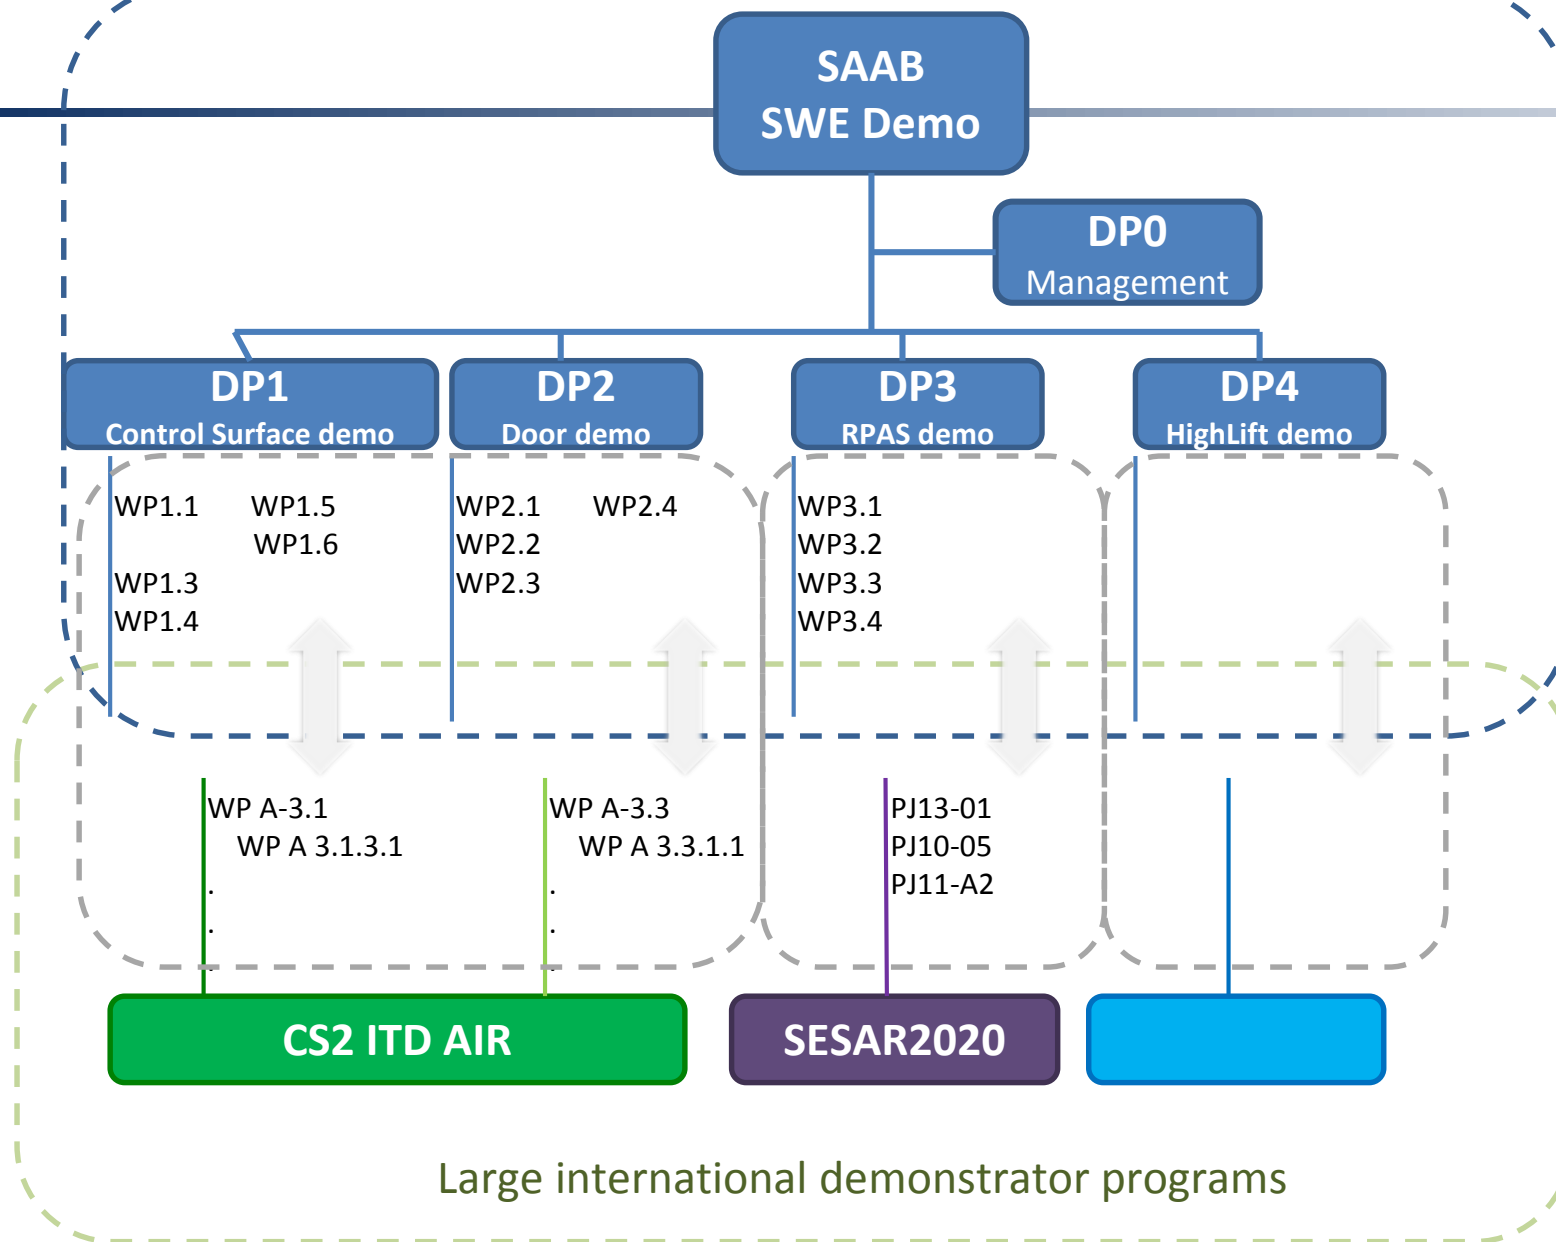 SAAB
SWE Demo
DP0
Management
DP1
Control Surface demo
DP2
Door demo
DP3
RPAS demo
DP4
HighLift demo
WP1.1 WP1.5
WP1.6
WP1.3
WP1.4
WP2.1 WP2.4
WP2.2
WP2.3
WP3.1
WP3.2
WP3.3
WP3.4
WP A-3.1
WP A 3.1.3.1
.
.
.
WP A-3.3
WP A 3.3.1.1
.
.
.
PJ13-01
PJ10-05
PJ11-A2
CS2 ITD AIR
SESAR2020
Large international demonstrator programs